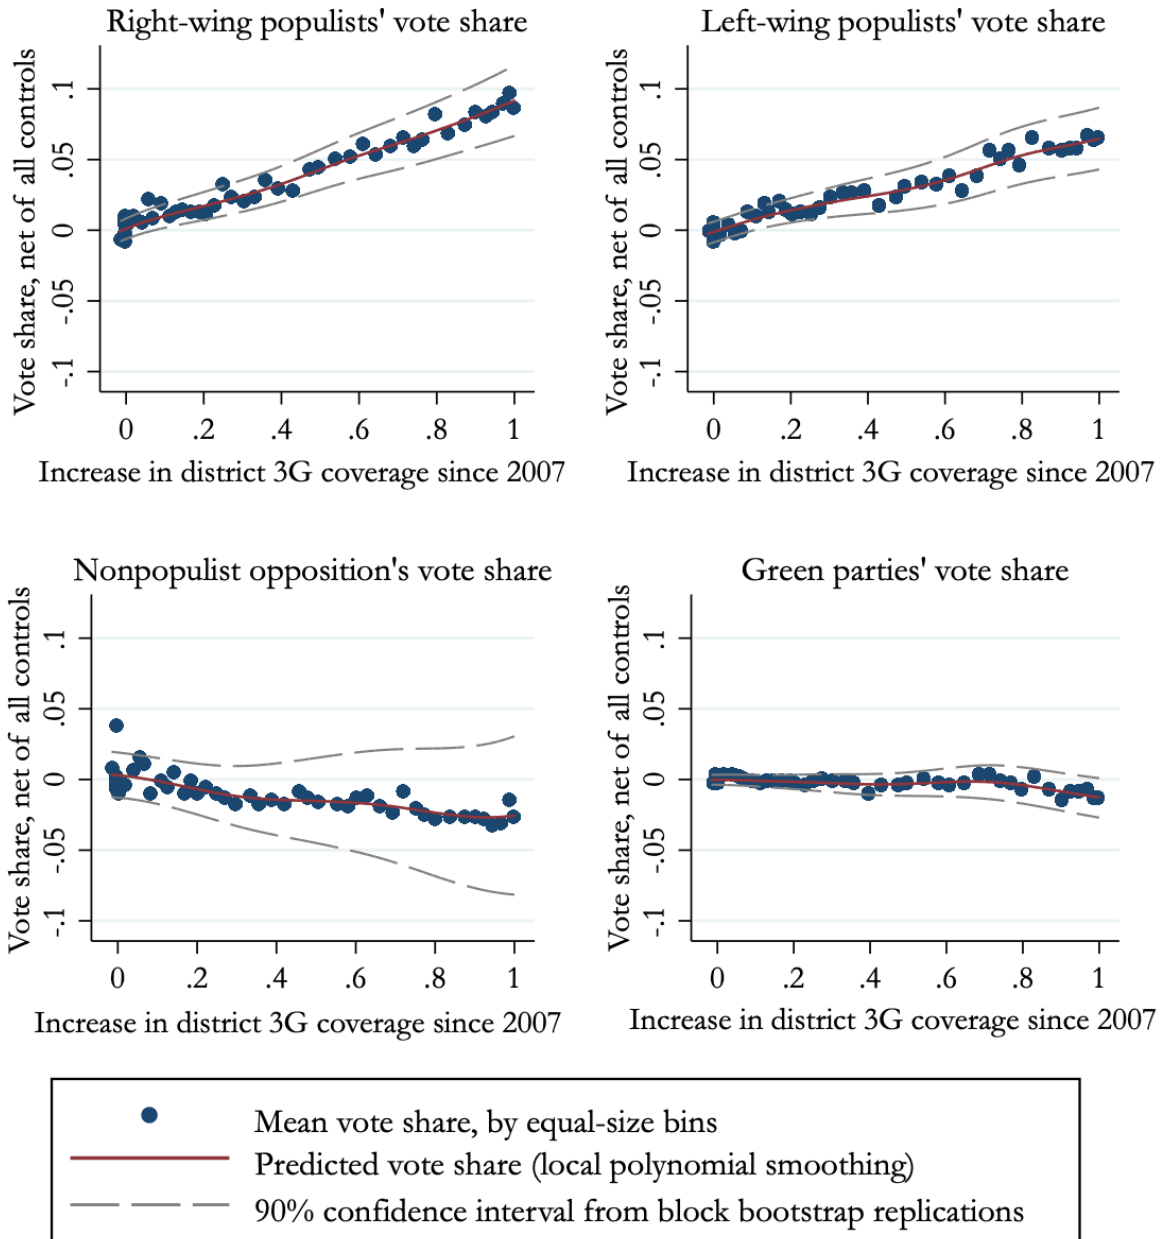 Right-wing populists' vote share
Vote share, net of all controls
.1
.05
0
-.05
-.1
0 .2 .4 .6 .8 1
Increase in district 3G coverage since 2007
Left-wing populists' vote share
Vote share, net of all controls
.1
.05
0
-.05
-.1
0 .2 .4 .6 .8 1
Increase in district 3G coverage since 2007
Nonpopulist opposition's vote share
Vote share, net of all controls
.1
.05
0
-.05
-.1
0 .2 .4 .6 .8 1
Increase in district 3G coverage since 2007
Green parties' vote share
Vote share, net of all controls
.1
.05
0
-.05
-.1
0 .2 .4 .6 .8 1
Increase in district 3G coverage since 2007
Mean vote share, by equal-size bins
Predicted vote share (local polynomial smoothing)
90% confidence interval from block bootstrap replications